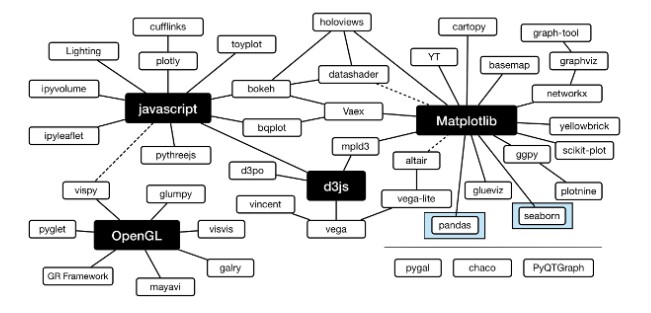 cufflinks
holoviews
cartopy
graph-tool
Lighting
toyplot
plotly
YT
graphviz
basemap
datashader
ipyvolume
bokeh
networkx
javascript
Vaex
Matplotlib
yellowbrick
ipyleaflet
bqplot
mpld3
scikit-plot
ggpy
pythreejs
altair
d3po
d3js
vispy
glumpy
glueviz
plotnine
vega-lite
vincent
seaborn
pyglet
OpenGL
visvis
vega
pandas
GR Framework
galry
pygal
chaco
PyQTGraph
mayavi